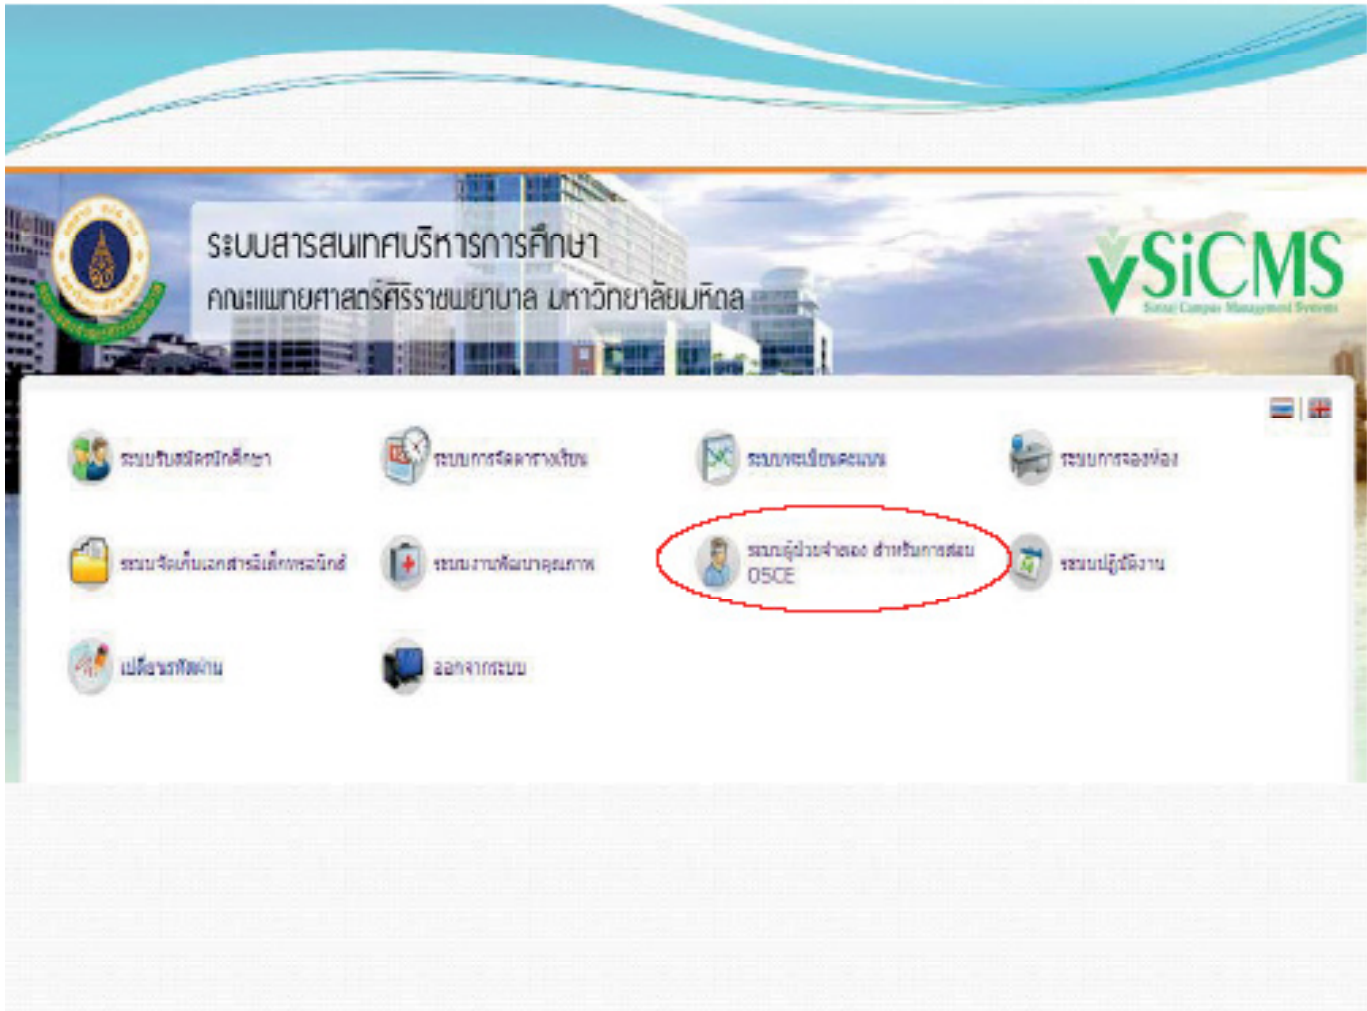 ระบบสารสนเทศบริหารการศึกษา
คณะแพทยศาสตร์ศิริราชพยาบาล มหาวิทยาลัยมหิดล
SiCMS
Siriraj Campus Management Systems
ระบบรับสมัครนักศึกษา
ระบบการจัดตารางเรียน
ระบบทะเบียนคะแนน
ระบบการจองห้อง
ระบบจัดเก็บเอกสารอิเล็กทรอนิกส์
ระบบงานพัฒนาคุณภาพ
ระบบผู้ป่วยจำลอง สำหรับการสอบ
OSCE
ระบบปฏิบัติงาน
เปลี่ยนรหัสผ่าน
ออกจากระบบ